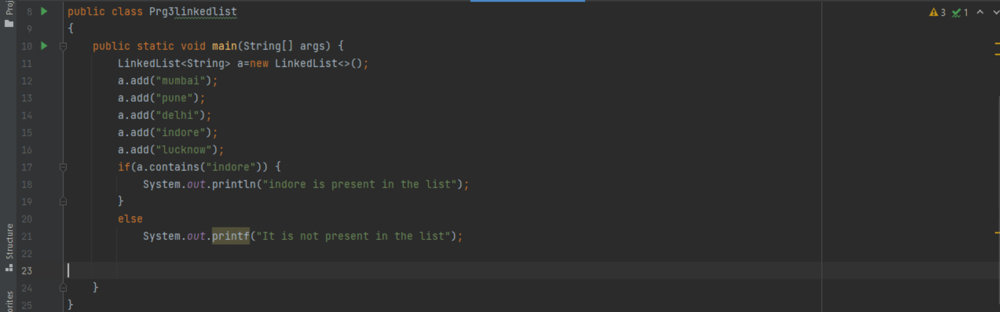 Proj
8 public class Prg3linkedlist
3 1
9 {
10 public static void main(String[] args) {
11 LinkedList<String> a=new LinkedList<>();
12 a.add("mumbai");
13 a.add("pune");
14 a.add("delhi");
15 a.add("indore");
16 a.add("lucknow");
17 if(a.contains("indore")) {
18 System.out.println("indore is present in the list");
19 }
20 else
21 System.out.printf("It is not present in the list");
22
23
24 }
25 }
Structure
orites